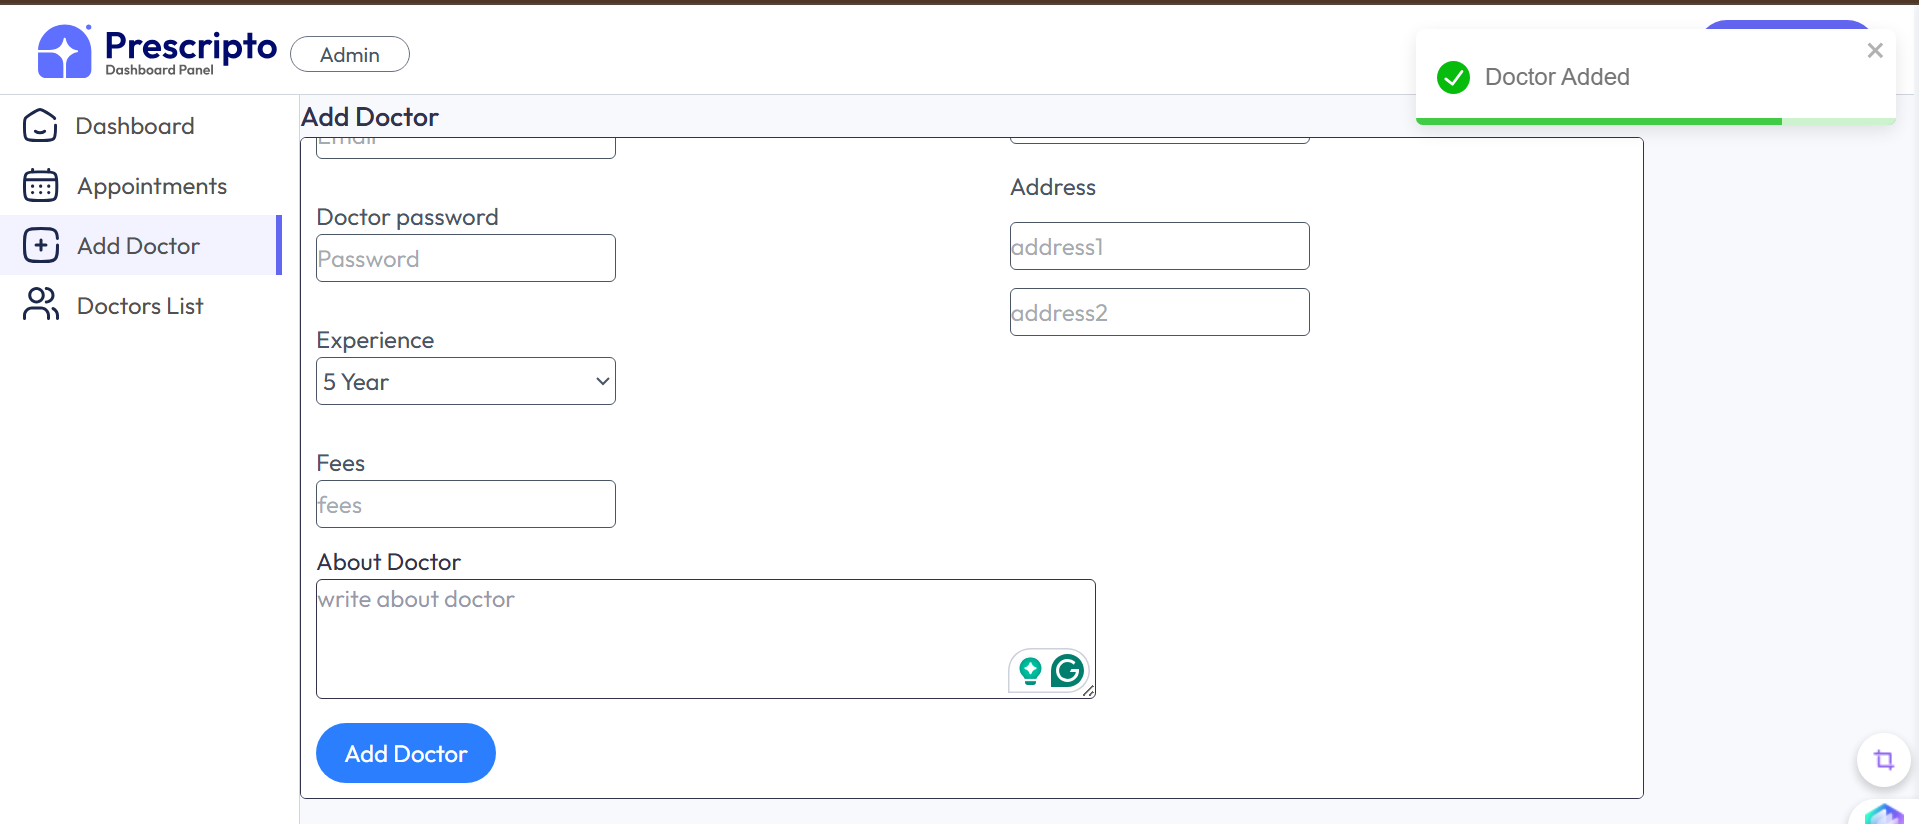 Prescripto
Dashboard Panel
Admin
Doctor Added
Dashboard
Appointments
Add Doctor
Doctors List
Add Doctor
Email
Doctor password
Password
Experience
5 Year
Fees
fees
Address
address1
address2
About Doctor
write about doctor
Add Doctor